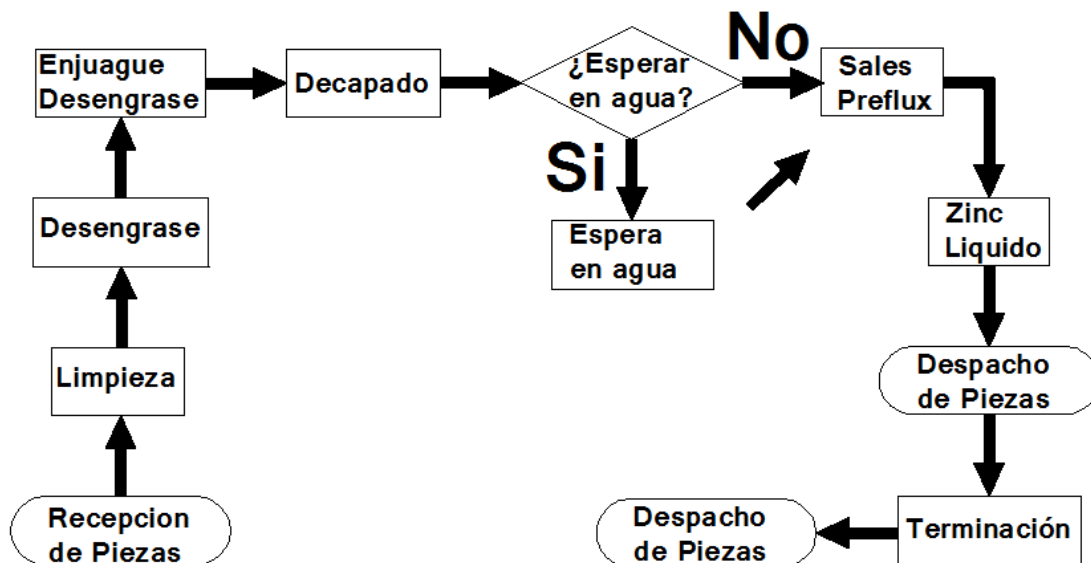 Enjuague
Desengrase
Decapado
¿Esperar
en agua?
No
Sales
Preflux
Si
Desengrase
Espera
en agua
Zinc
Liquido
Limpieza
Despacho
de Piezas
Recepcion
de Piezas
Despacho
de Piezas
Terminación